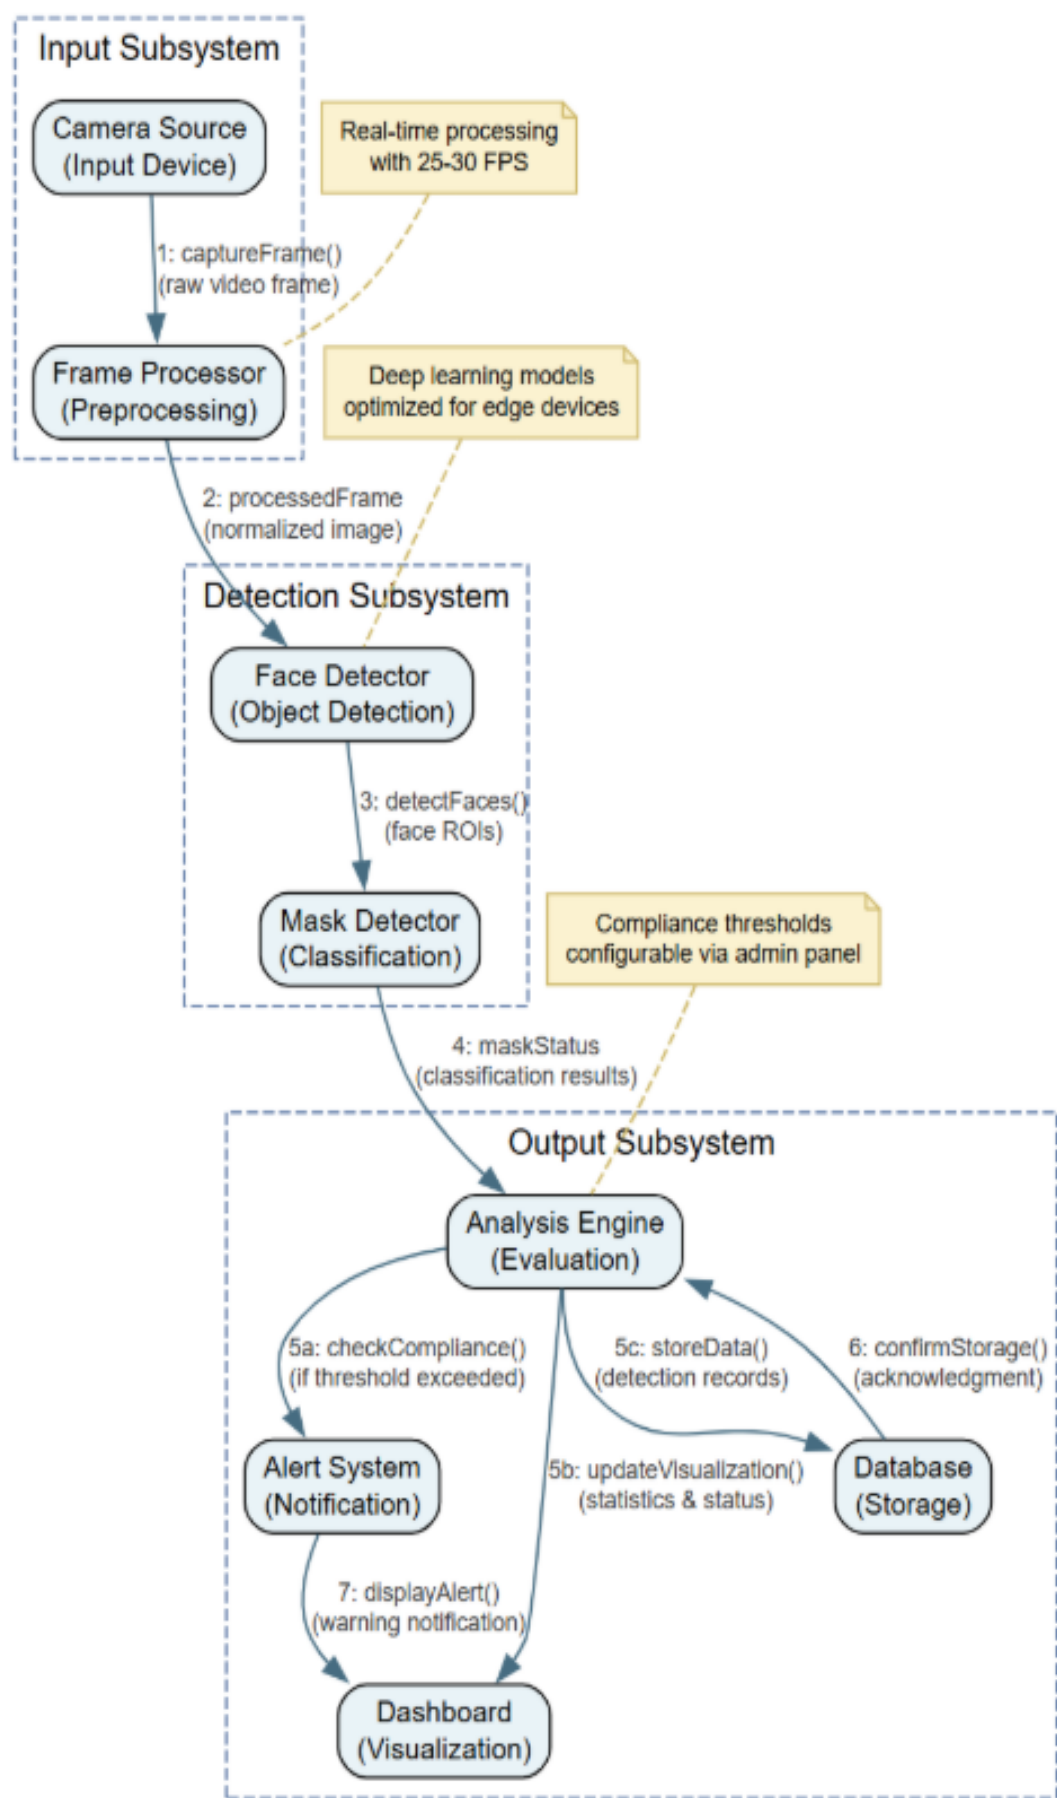 Input Subsystem
Camera Source
(Input Device)
Real-time processing
with 25-30 FPS
1: captureFrame()
(raw video frame)
Frame Processor
(Preprocessing)
Deep learning models
optimized for edge devices
2: processedFrame
(normalized image)
Detection Subsystem
Face Detector
(Object Detection)
3: detectFaces()
(face ROIs)
Mask Detector
(Classification)
Compliance thresholds
configurable via admin panel
4: maskStatus
(classification results)
Output Subsystem
Analysis Engine
(Evaluation)
5a: checkCompliance()
(if threshold exceeded)
5c: storeData()
(detection records)
6: confirmStorage()
(acknowledgment)
Alert System
(Notification)
5b: updateVisualization()
(statistics & status)
Database
(Storage)
7: displayAlert()
(warning notification)
Dashboard
(Visualization)